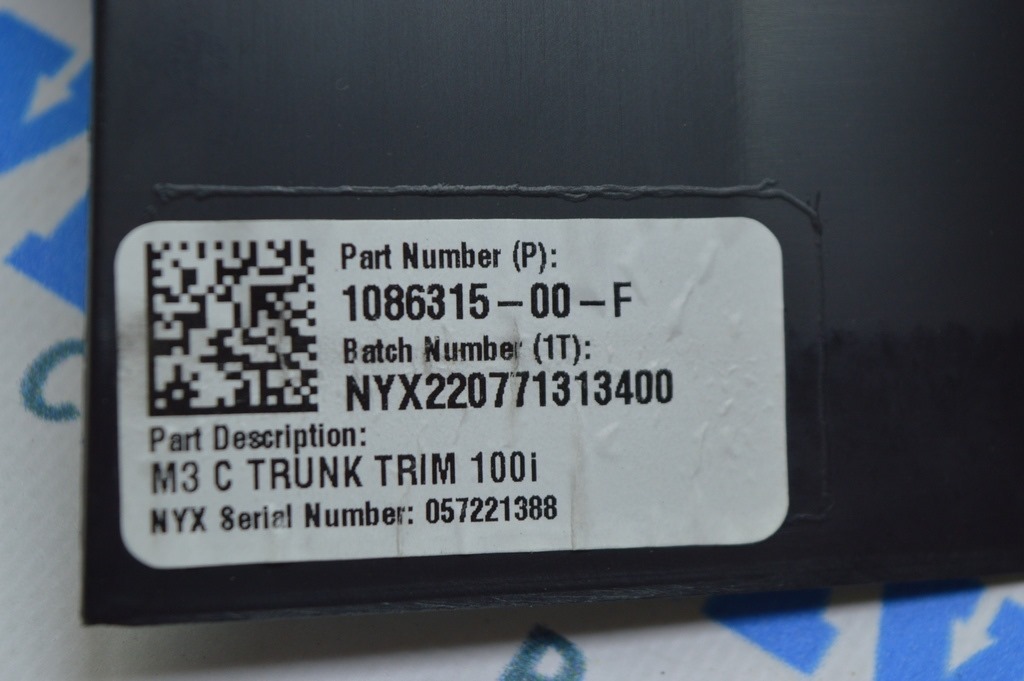 Part Number (P):
1086315-00-F
Batch Number (1T):
NYX220771313400
Part Description:
M3 C TRUNK TRIM 100i
NYX Serial Number: 057221388